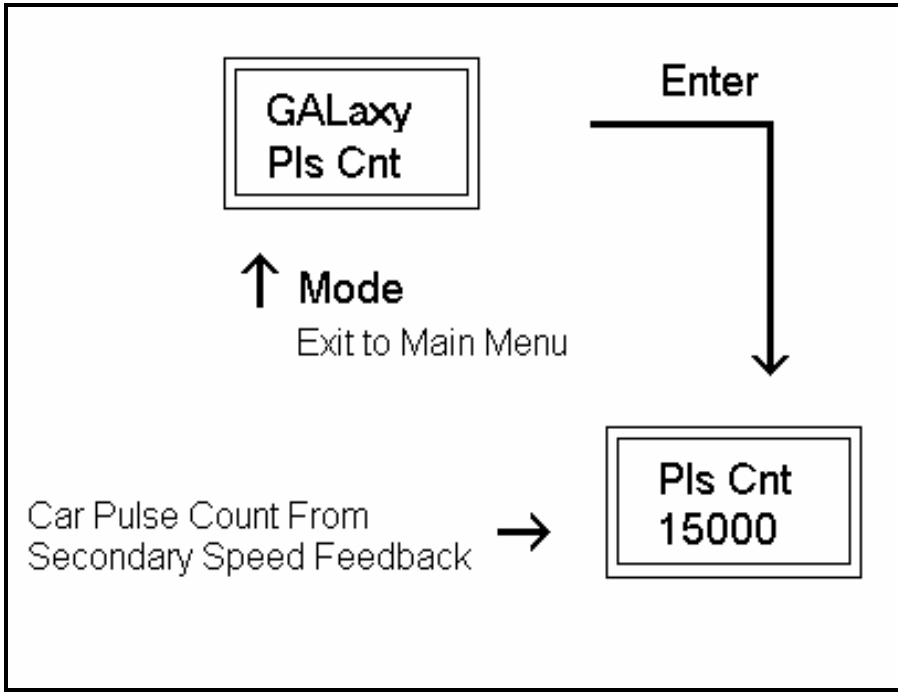 GALaxy
Pls Cnt
Enter
Mode
Exit to Main Menu
Car Pulse Count From
Secondary Speed Feedback
Pls Cnt
15000